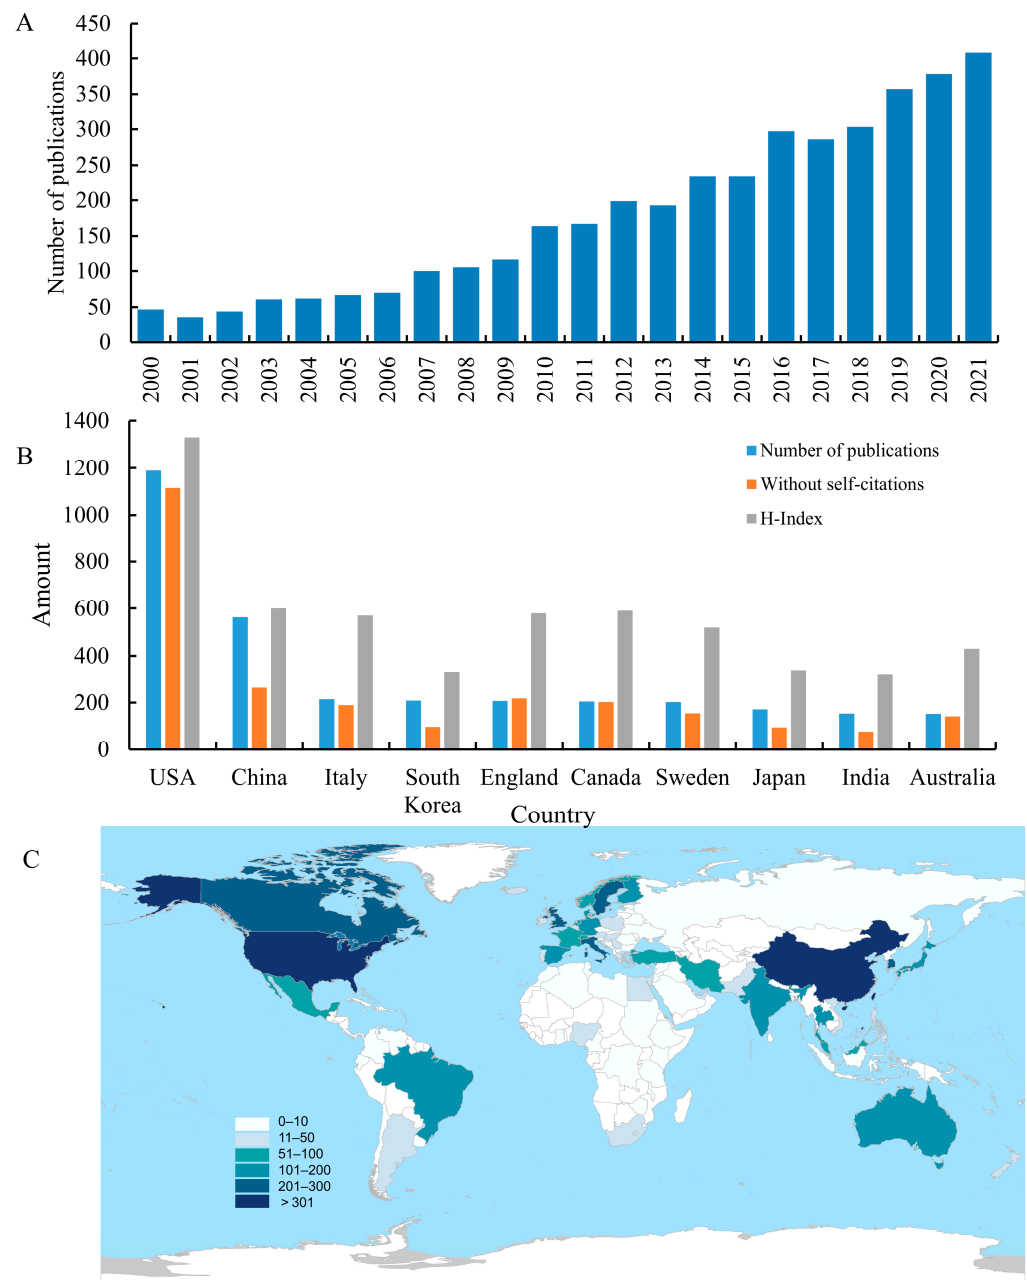 A
Number of publications
450
400
350
300
250
200
150
100
50
0
2000
2001
2002
2003
2004
2005
2006
2007
2008
2009
2010
2011
2012
2013
2014
2015
2016
2017
2018
2019
2020
2021
B
Amount
1400
1200
1000
800
600
400
200
0
Number of publications
Without self-citations
H-Index
USA
China
Italy
South
Korea
England
Canada
Sweden
Japan
India
Australia
Country
C
0–10
11–50
51–100
101–200
201–300
> 301